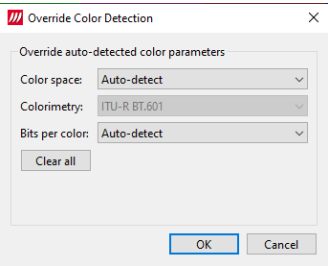 Override Color Detection
Override auto-detected color parameters
Color space: Auto-detect
Colorimetry: ITU-R BT.601
Bits per color: Auto-detect
Clear all
OK Cancel